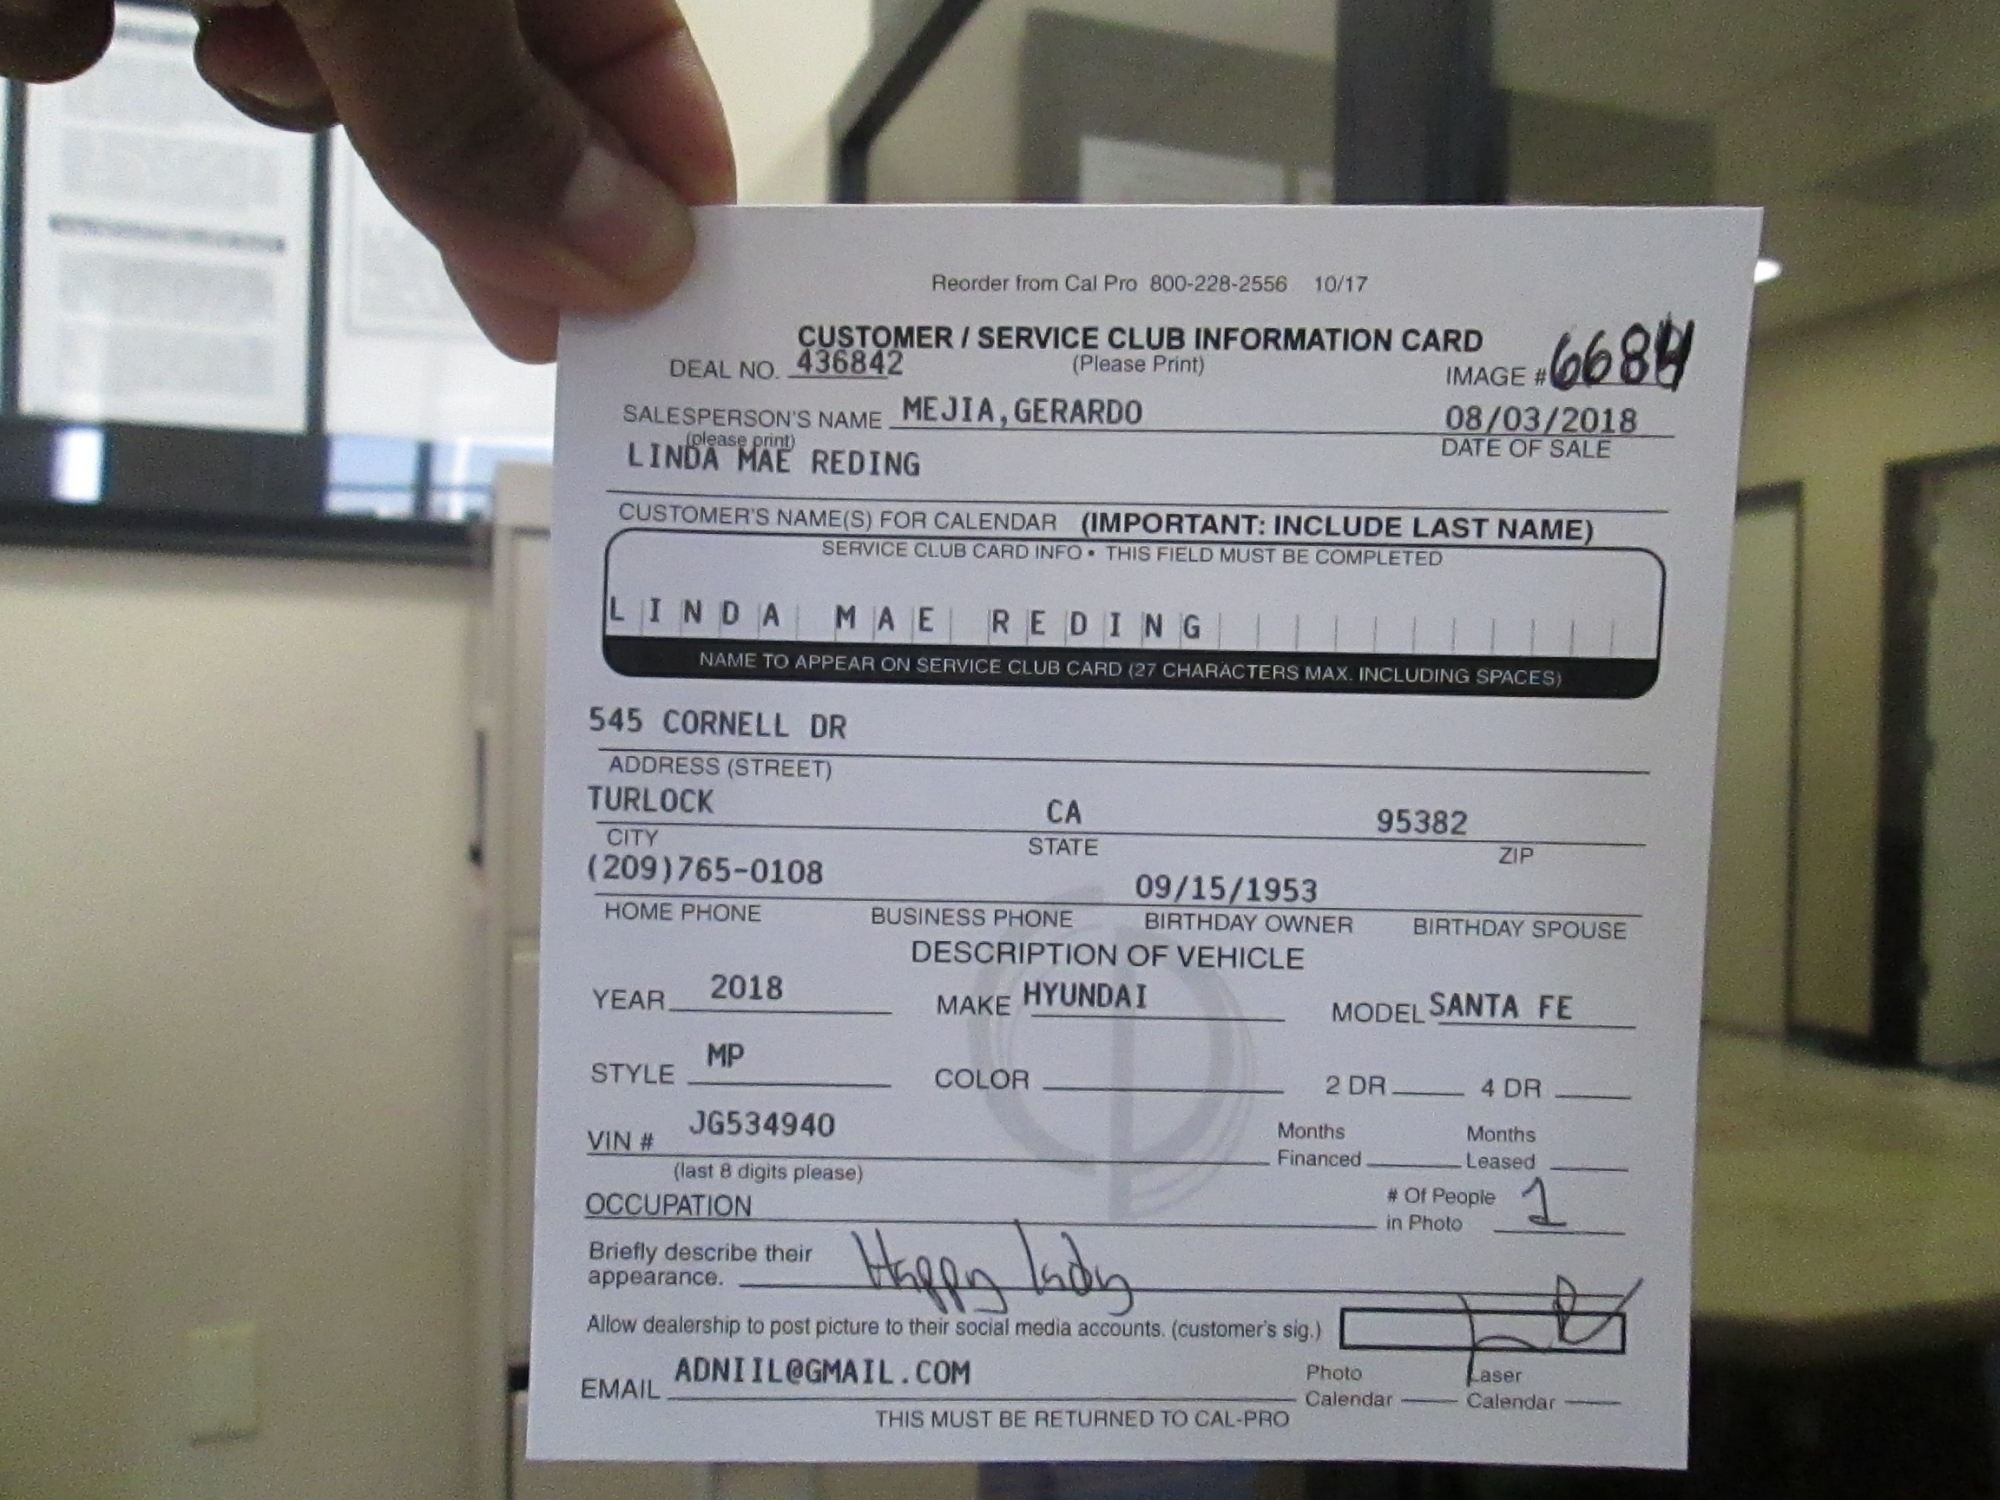 Reorder from Cal Pro 800-228-2556 10/17
CUSTOMER / SERVICE CLUB INFORMATION CARD
DEAL NO. 436842 (Please Print) IMAGE # 6684
SALESPERSON'S NAME MEJIA,GERARDO 08/03/2018
(please print) DATE OF SALE
LINDA MAE REDING
CUSTOMER'S NAME(S) FOR CALENDAR (IMPORTANT: INCLUDE LAST NAME)
SERVICE CLUB CARD INFO • THIS FIELD MUST BE COMPLETED
LINDA MAE REDING
NAME TO APPEAR ON SERVICE CLUB CARD (27 CHARACTERS MAX. INCLUDING SPACES)
545 CORNELL DR
ADDRESS (STREET)
TURLOCK CA 95382
CITY STATE ZIP
(209)765-0108 09/15/1953
HOME PHONE BUSINESS PHONE BIRTHDAY OWNER BIRTHDAY SPOUSE
DESCRIPTION OF VEHICLE
YEAR 2018 MAKE HYUNDAI MODEL SANTA FE
STYLE MP COLOR 2 DR 4 DR
VIN # JG534940 Months Financed Months Leased
(last 8 digits please)
OCCUPATION # Of People in Photo 1
Briefly describe their appearance. Happy lady
Allow dealership to post picture to their social media accounts. (customer's sig.)
EMAIL ADNIIL@GMAIL.COM Photo Calendar Laser Calendar
THIS MUST BE RETURNED TO CAL-PRO